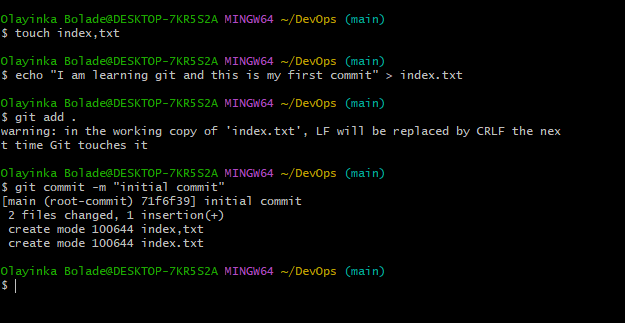 Olayinka Bolade@DESKTOP-7KR5S2A MINGW64 ~/DevOps (main)
$ touch index,txt
Olayinka Bolade@DESKTOP-7KR5S2A MINGW64 ~/DevOps (main)
$ echo "I am learning git and this is my first commit" > index.txt
Olayinka Bolade@DESKTOP-7KR5S2A MINGW64 ~/DevOps (main)
$ git add .
warning: in the working copy of 'index.txt', LF will be replaced by CRLF the nex
t time Git touches it
Olayinka Bolade@DESKTOP-7KR5S2A MINGW64 ~/DevOps (main)
$ git commit -m "initial commit"
[main (root-commit) 71f6f39] initial commit
 2 files changed, 1 insertion(+)
 create mode 100644 index,txt
 create mode 100644 index.txt
Olayinka Bolade@DESKTOP-7KR5S2A MINGW64 ~/DevOps (main)
$